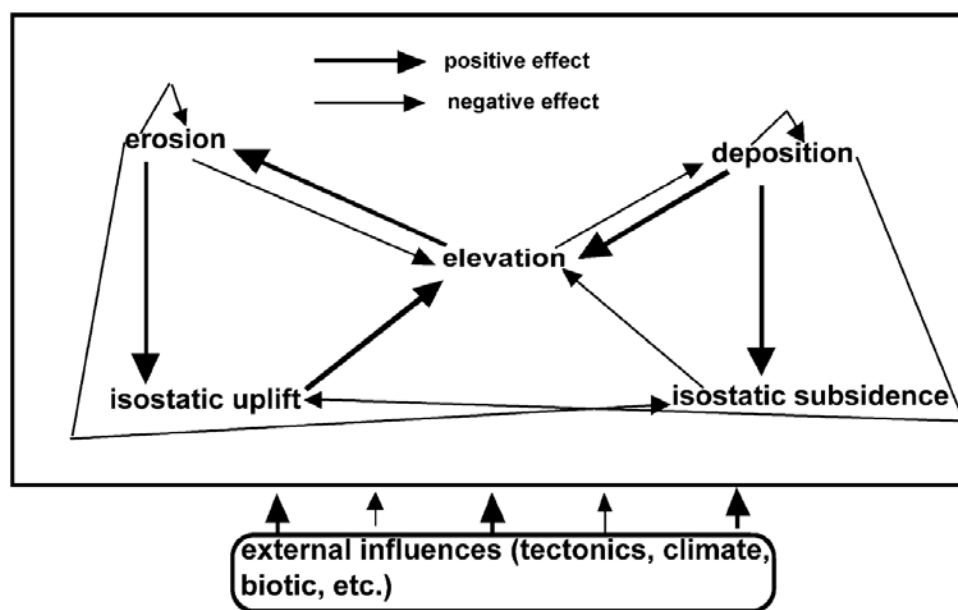 positive effect
negative effect
erosion
deposition
elevation
isostatic uplift
isostatic subsidence
external influences (tectonics, climate,
biotic, etc.)